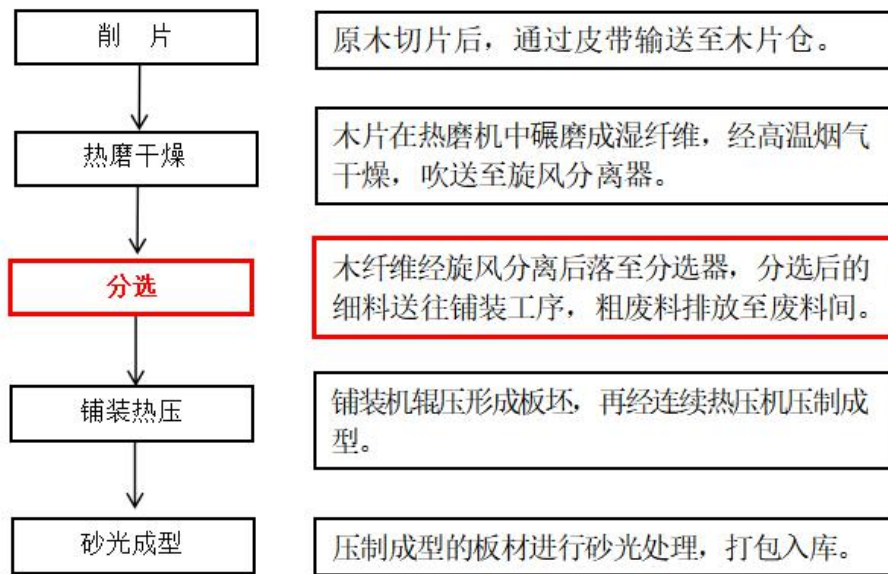 削 片
原木切片后，通过皮带输送至木片仓。
热磨干燥
木片在热磨机中碾磨成湿纤维，经高温烟气
干燥，吹送至旋风分离器。
分选
木纤维经旋风分离后落至分选器，分选后的
细料送往铺装工序，粗废料排放至废料间。
铺装热压
铺装机辊压形成板坯，再经连续热压机压制成
型。
砂光成型
压制成型的板材进行砂光处理，打包入库。